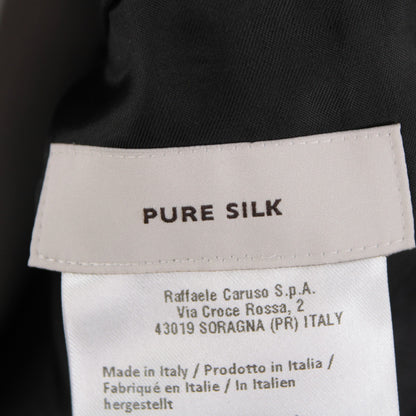 PURE SILK
Raffaele Caruso S.p.A.
Via Croce Rossa, 2
43019 SORAGNA (PR) ITALY
Made in Italy / Prodotto in Italia /
Fabriqué en Italie / In Italien
hergestellt